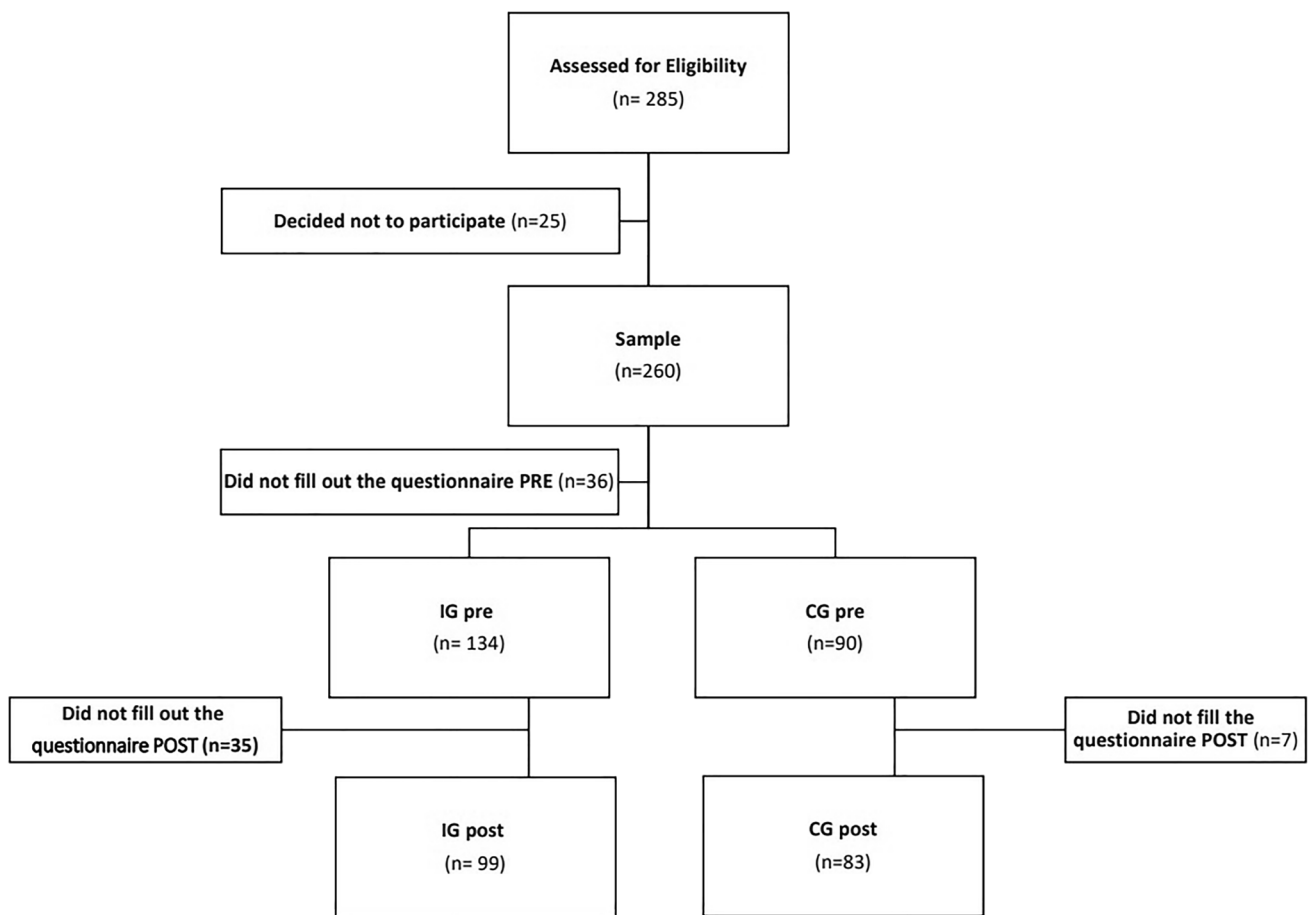 Assessed for Eligibility
(n= 285)
Decided not to participate (n=25)
Sample
(n=260)
Did not fill out the questionnaire PRE (n=36)
IG pre
(n= 134)
CG pre
(n=90)
Did not fill out the
questionnaire POST (n=35)
Did not fill the
questionnaire POST (n=7)
IG post
(n= 99)
CG post
(n=83)